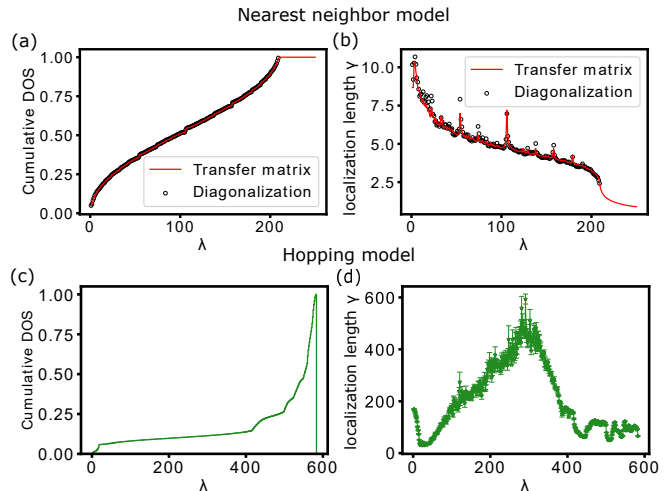 Nearest neighbor model
(a)
(b)
Cumulative DOS
1.00
0.75
0.50
0.25
0.00
Transfer matrix
Diagonalization
0
100
200
λ
localization length γ
10.0
7.5
5.0
2.5
Transfer matrix
Diagonalization
0
100
200
λ
Hopping model
(c)
(d)
Cumulative DOS
1.00
0.75
0.50
0.25
0.00
0
200
400
600
λ
localization length γ
600
400
200
0
0
200
400
600
λ